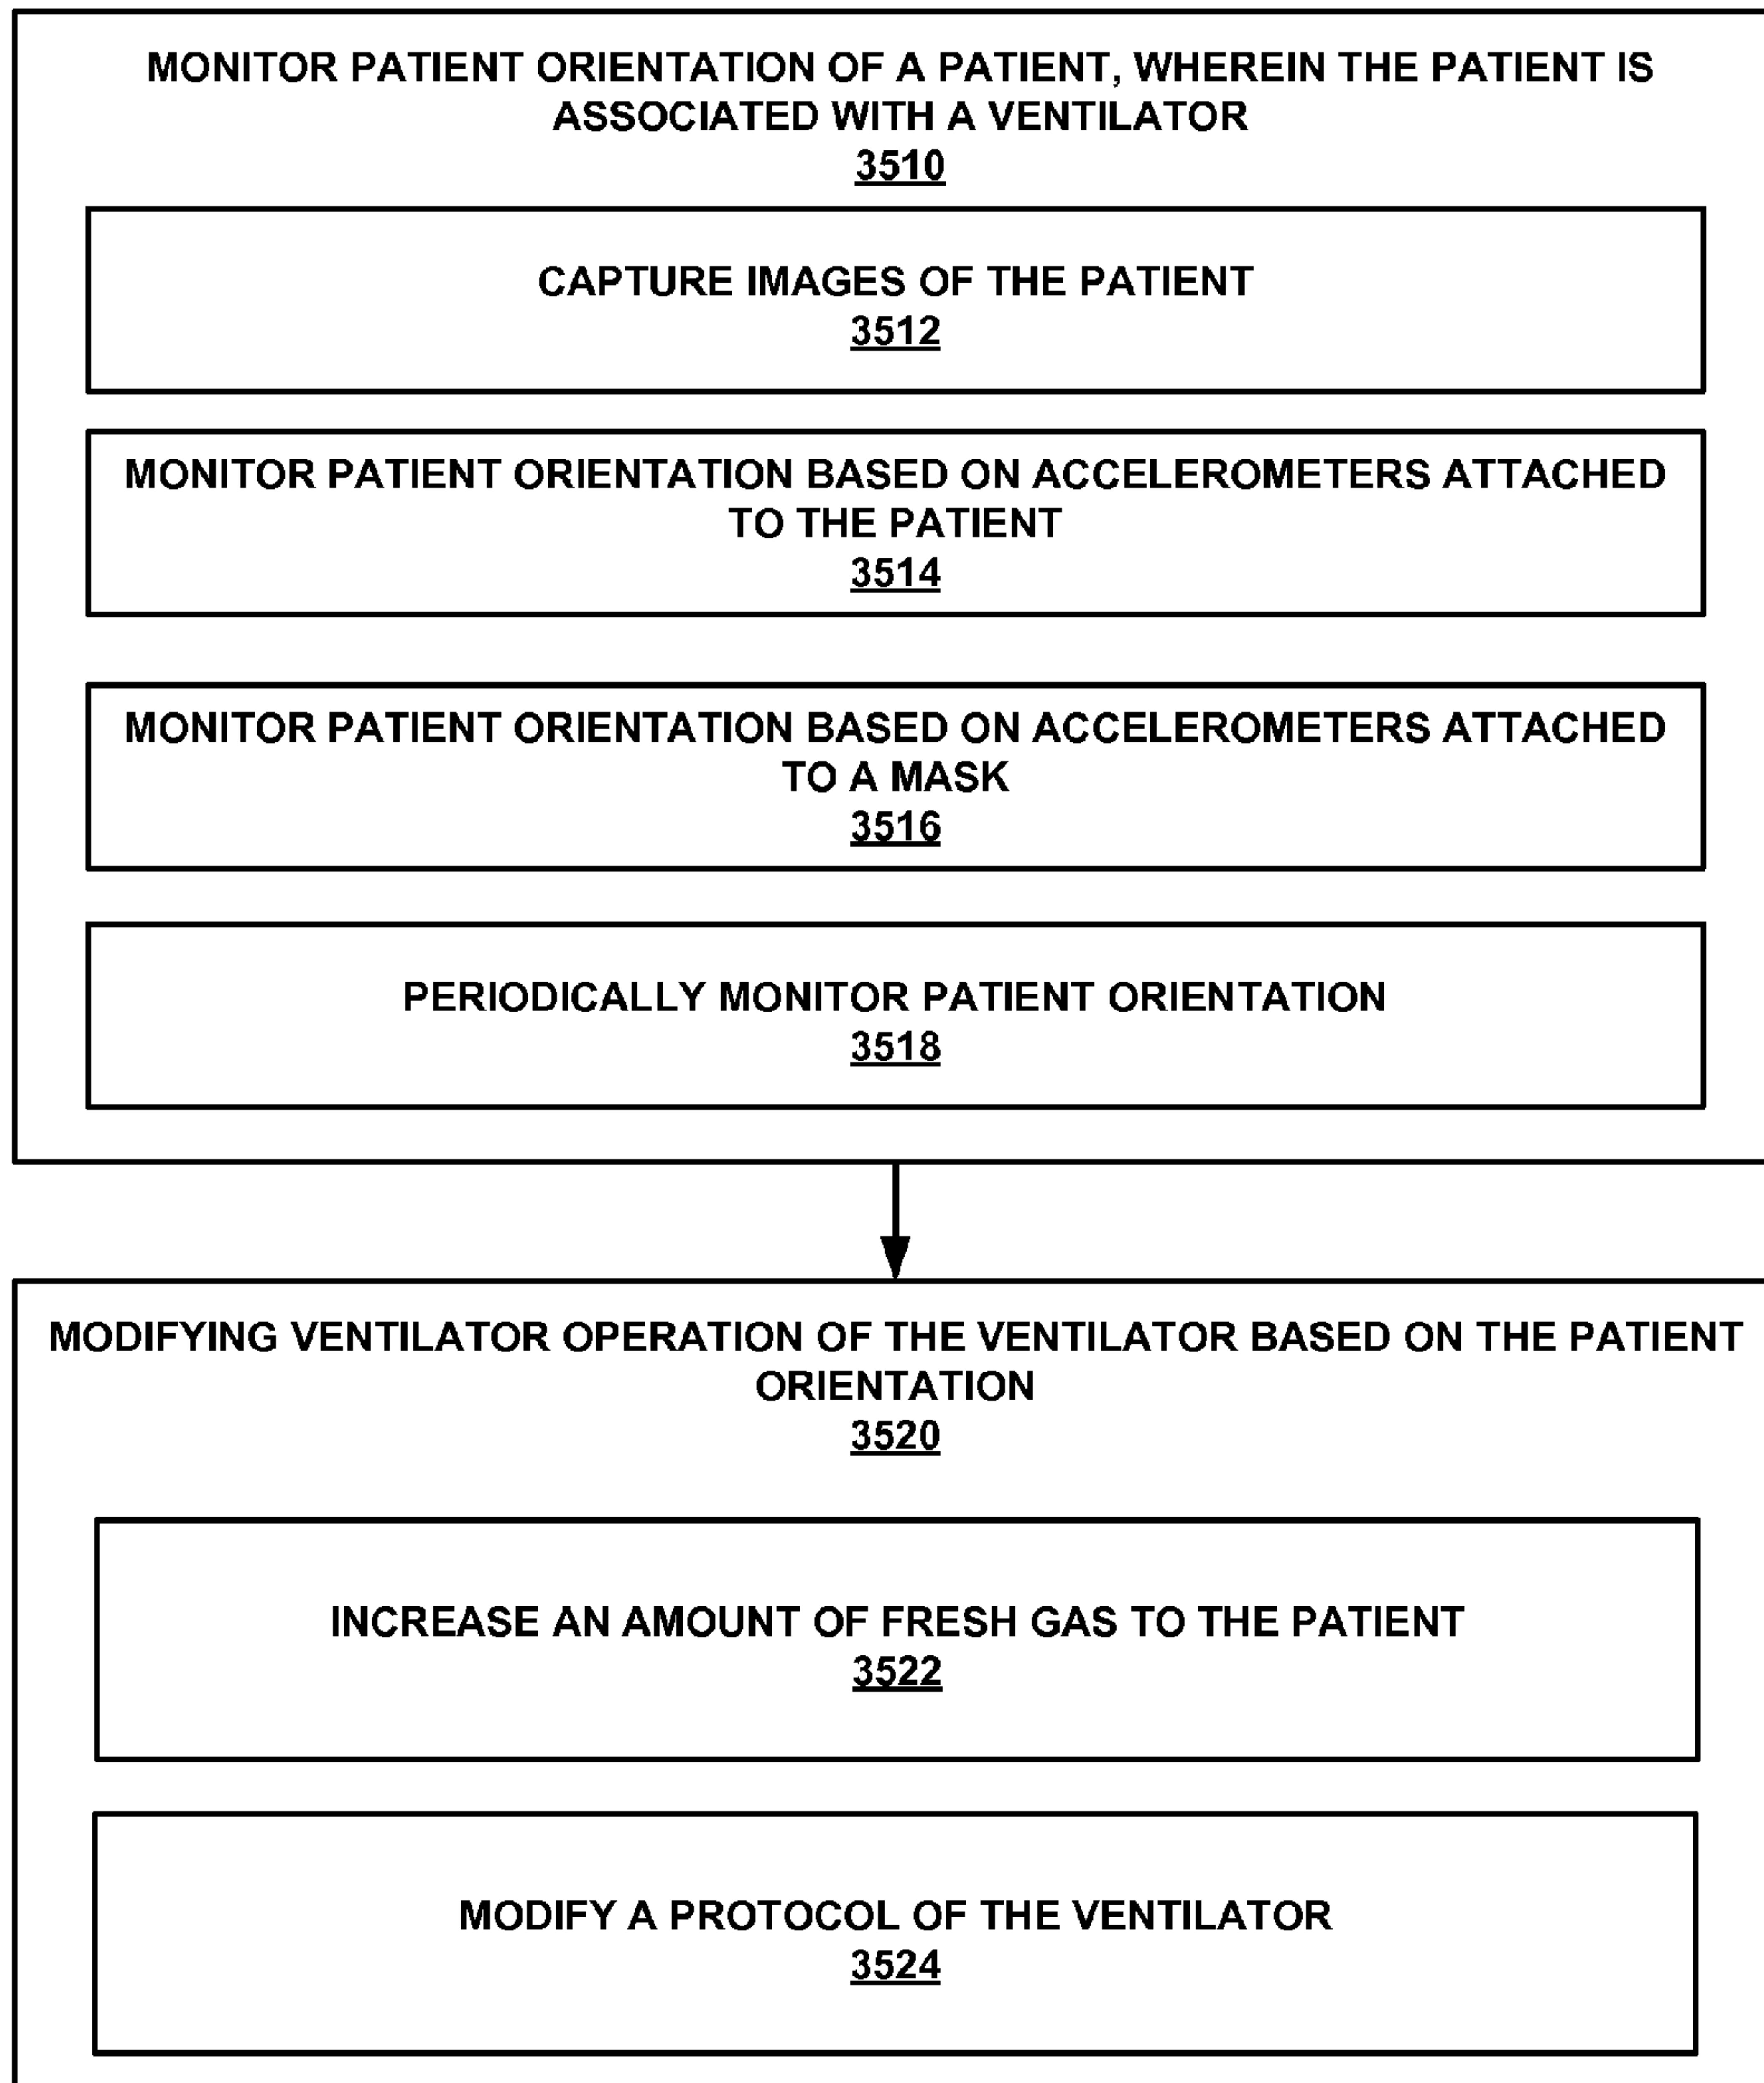 MONITOR PATIENT ORIENTATION OF A PATIENT, WHEREIN THE PATIENT IS
ASSOCIATED WITH A VENTILATOR
3510
CAPTURE IMAGES OF THE PATIENT
3512
MONITOR PATIENT ORIENTATION BASED ON ACCELEROMETERS ATTACHED
TO THE PATIENT
3514
MONITOR PATIENT ORIENTATION BASED ON ACCELEROMETERS ATTACHED
TO A MASK
3516
PERIODICALLY MONITOR PATIENT ORIENTATION
3518
MODIFYING VENTILATOR OPERATION OF THE VENTILATOR BASED ON THE PATIENT
ORIENTATION
3520
INCREASE AN AMOUNT OF FRESH GAS TO THE PATIENT
3522
MODIFY A PROTOCOL OF THE VENTILATOR
3524